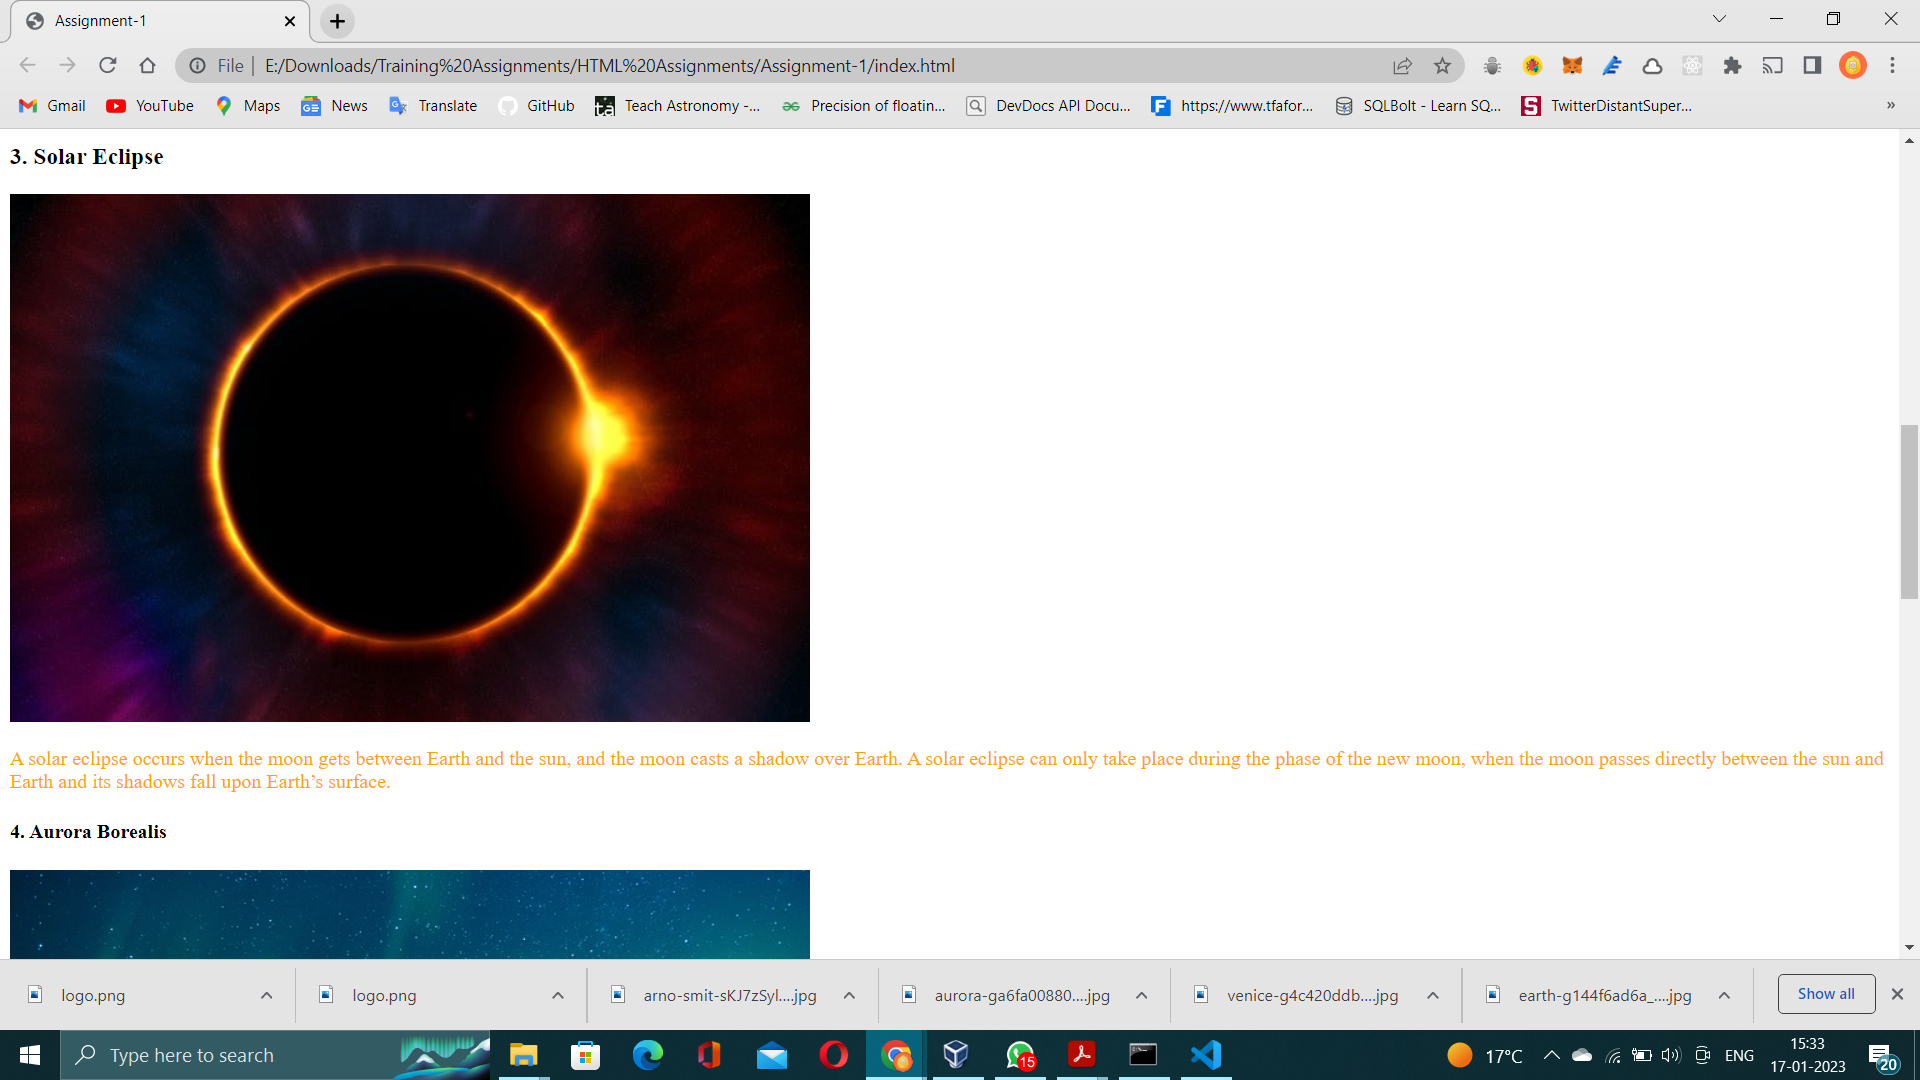 Assignment-1
File | E:/Downloads/Training%20Assignments/HTML%20Assignments/Assignment-1/index.html
Gmail YouTube Maps News Translate GitHub Teach Astronomy -... Precision of floatin... DevDocs API Docu... https://www.tfafor... SQLBolt - Learn SQ... TwitterDistantSuper... »
3. Solar Eclipse
A solar eclipse occurs when the moon gets between Earth and the sun, and the moon casts a shadow over Earth. A solar eclipse can only take place during the phase of the new moon, when the moon passes directly between the sun and
Earth and its shadows fall upon Earth’s surface.
4. Aurora Borealis
logo.png logo.png arno-smit-sKJ7zSyl....jpg aurora-ga6fa00880....jpg venice-g4c420ddb....jpg earth-g144f6ad6a_....jpg Show all
Type here to search 15 17°C ENG 15:33
17-01-2023 20